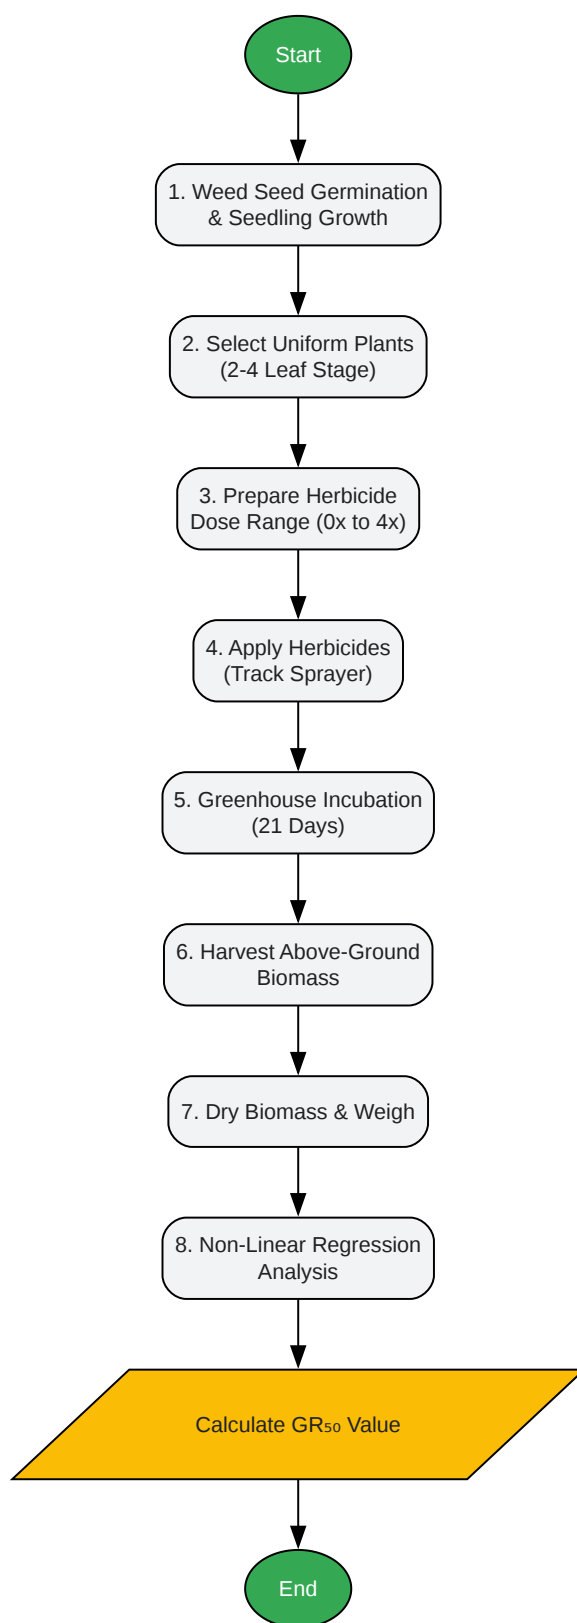 Start
1. Weed Seed Germination
& Seedling Growth
2. Select Uniform Plants
(2-4 Leaf Stage)
3. Prepare Herbicide
Dose Range (0x to 4x)
4. Apply Herbicides
(Track Sprayer)
5. Greenhouse Incubation
(21 Days)
6. Harvest Above-Ground
Biomass
7. Dry Biomass & Weigh
8. Non-Linear Regression
Analysis
Calculate GR₅₀ Value
End